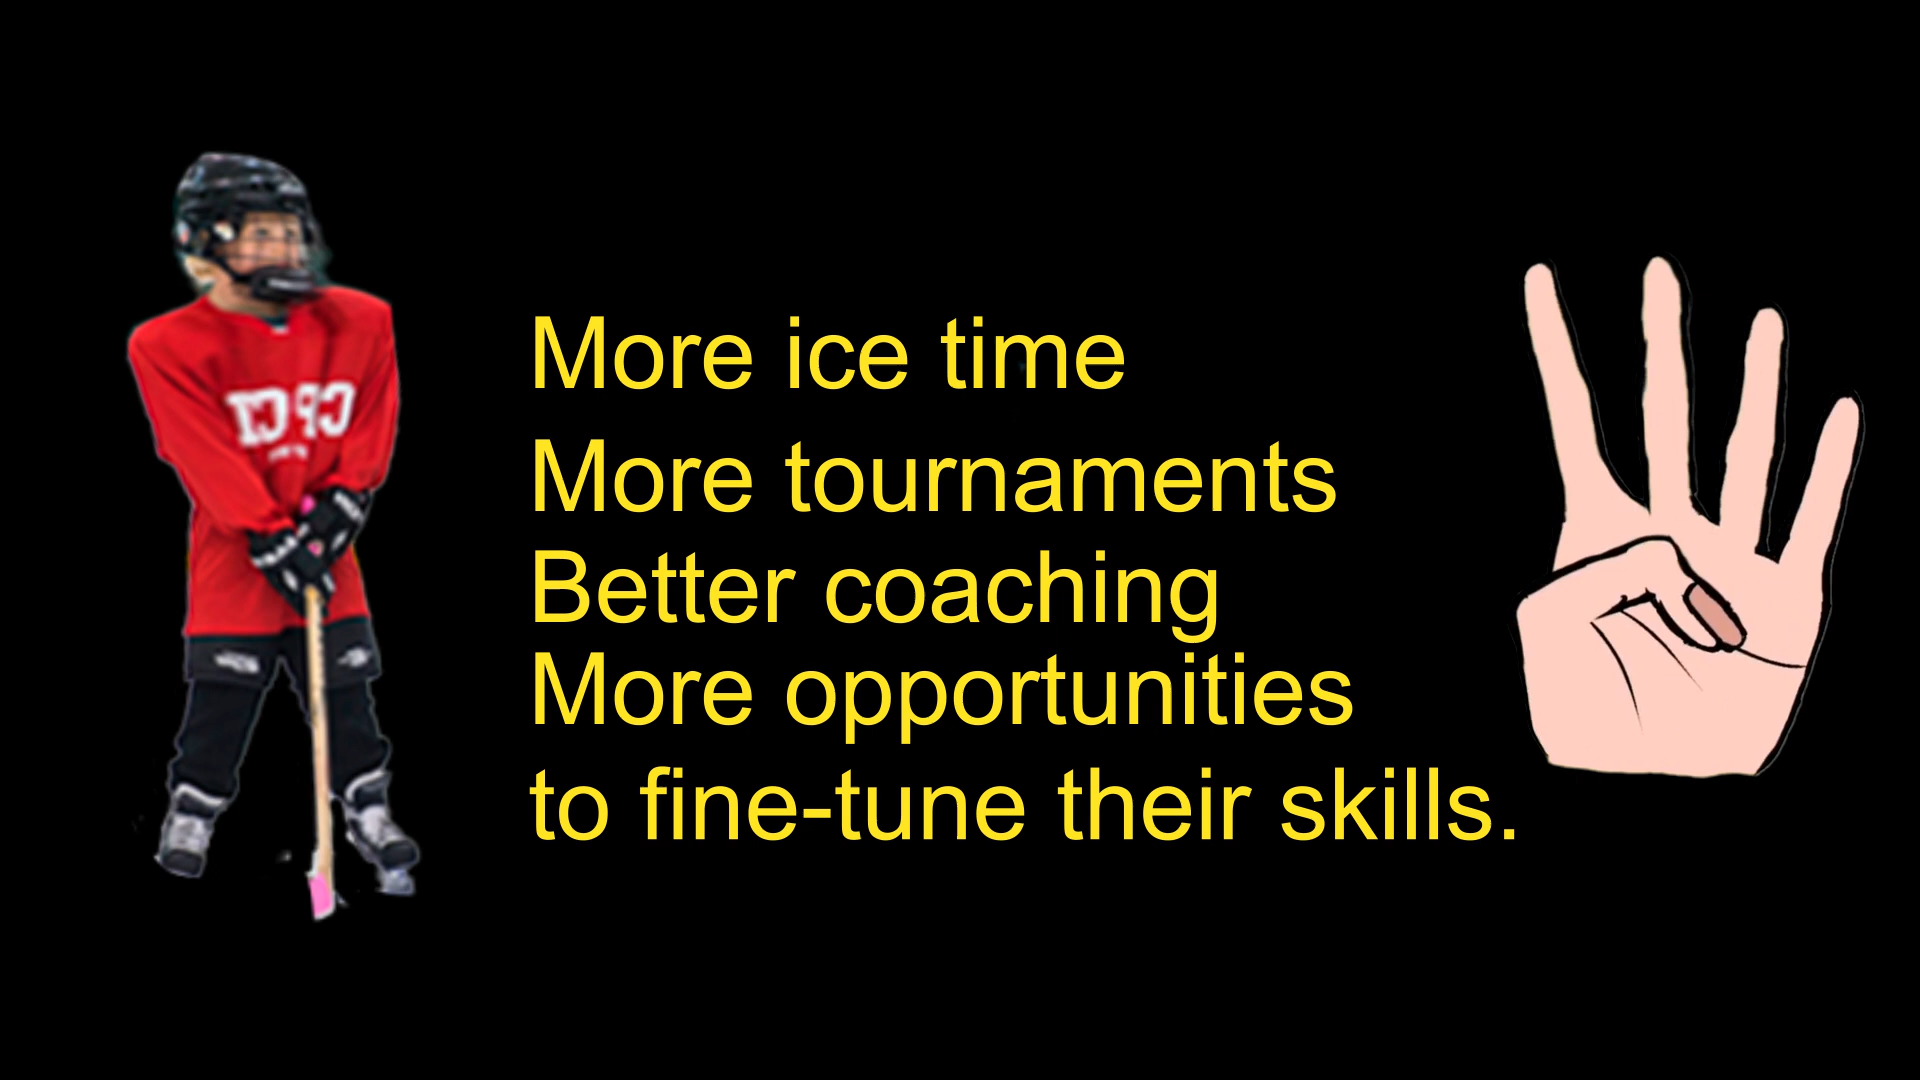 More ice time
More tournaments
Better coaching
More opportunities
to fine-tune their skills.